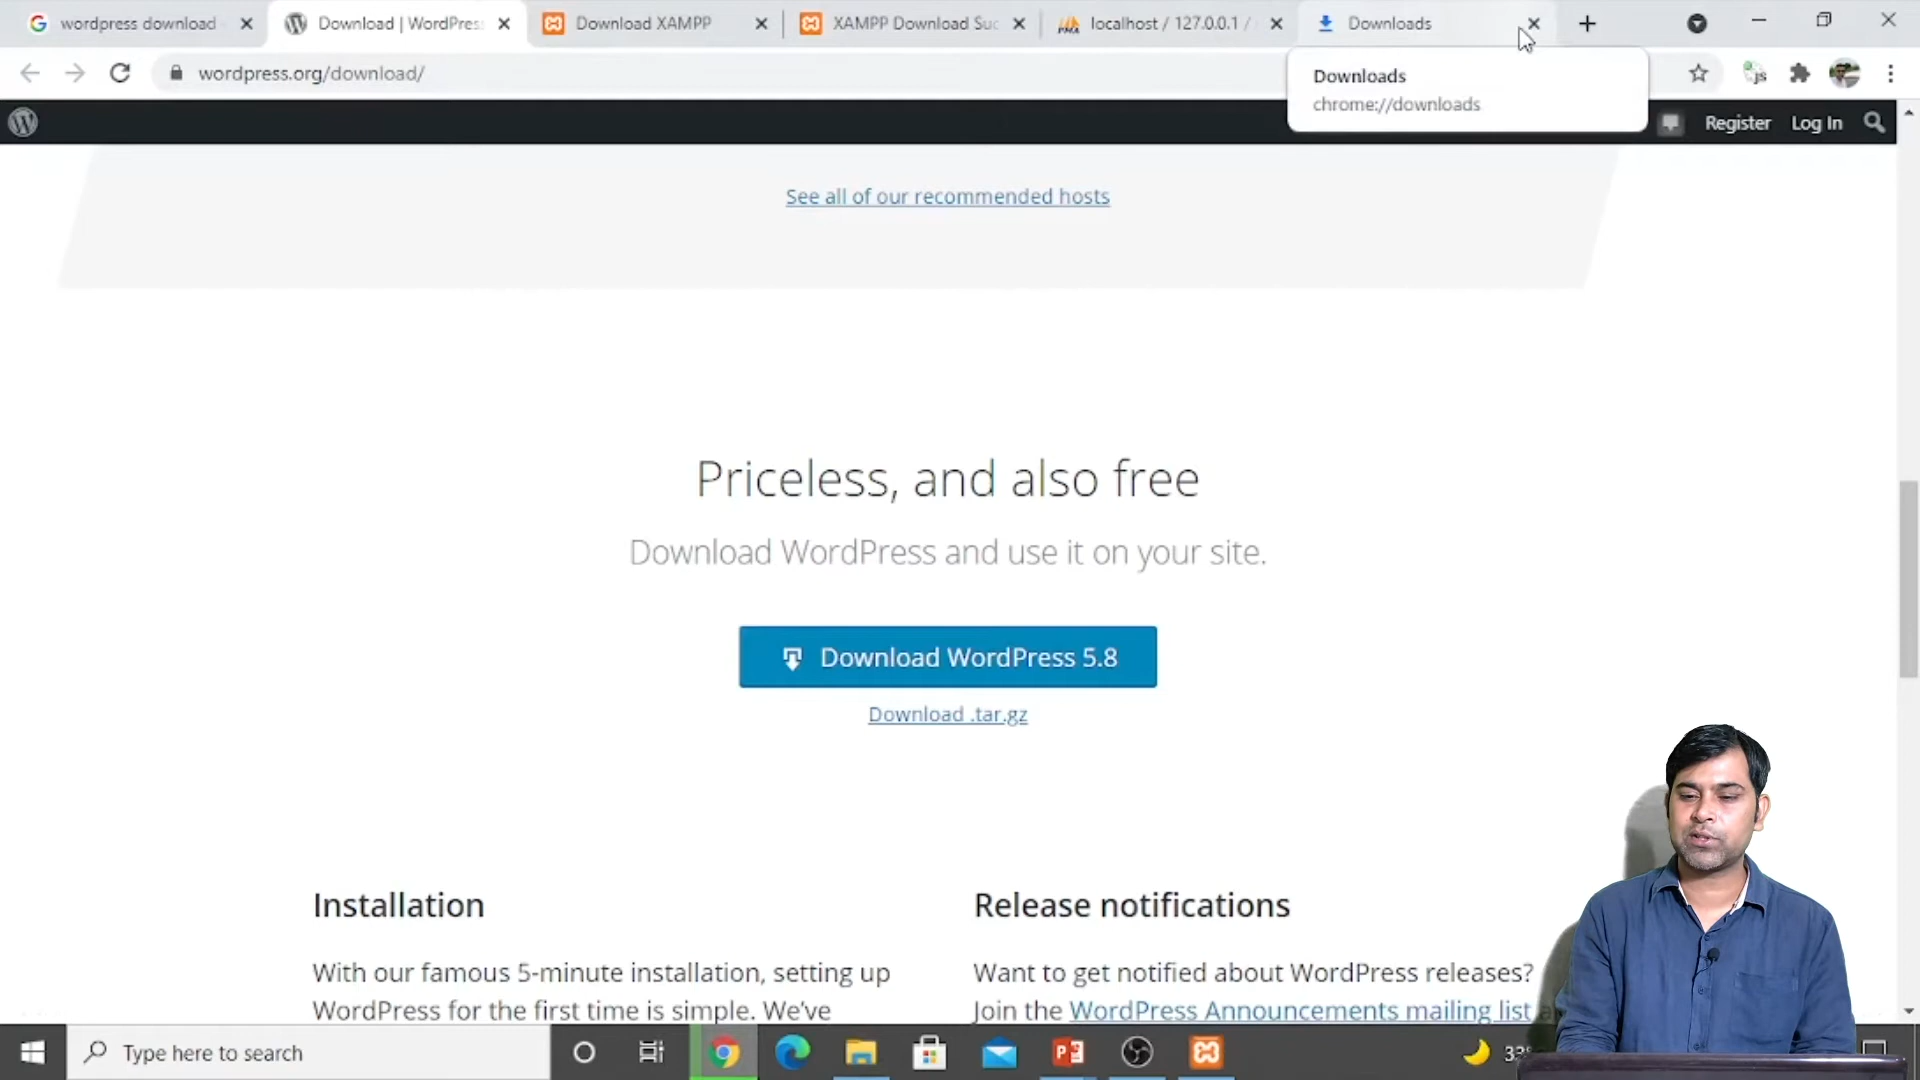 wordpress download
Download | WordPress
Download XAMPP
XAMPP Download Suc
localhost / 127.0.0.1 /
Downloads
wordpress.org/download/
Downloads
chrome://downloads
Register
Log In
See all of our recommended hosts
Priceless, and also free
Download WordPress and use it on your site.
Download WordPress 5.8
Download .tar.gz
Installation
With our famous 5-minute installation, setting up
WordPress for the first time is simple. We've
Release notifications
Want to get notified about WordPress releases?
Join the WordPress Announcements mailing list
Type here to search